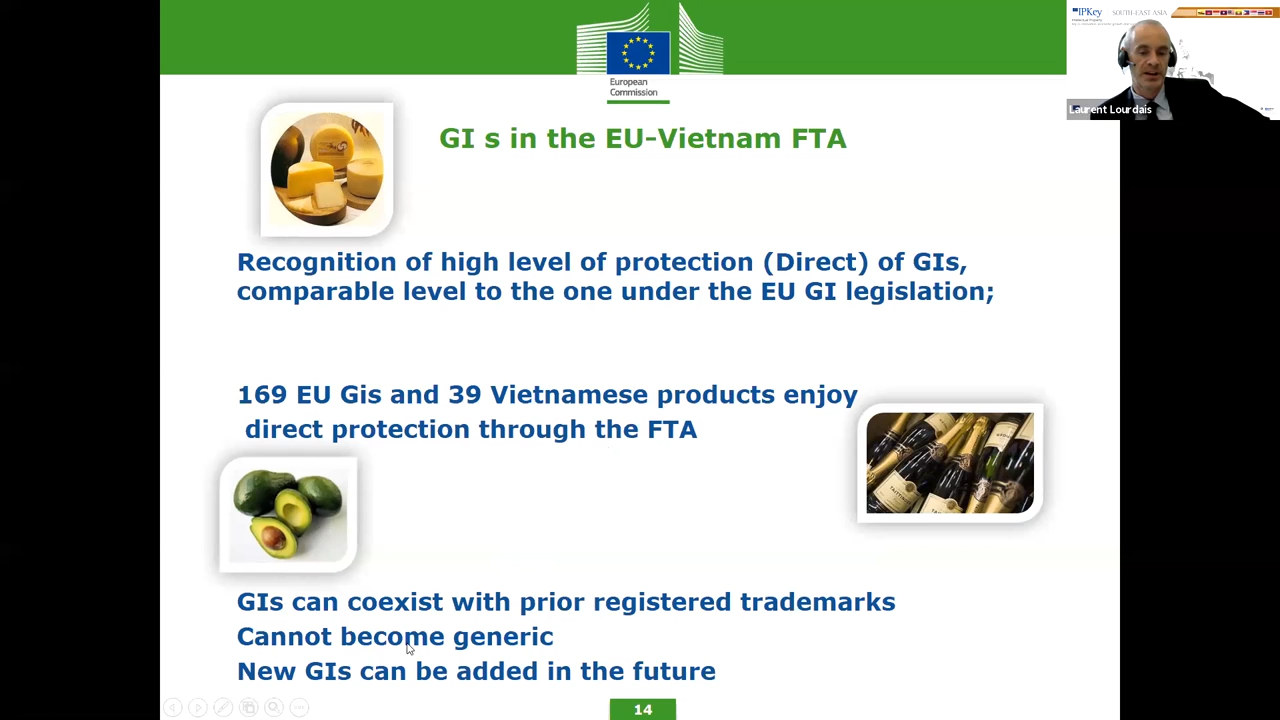 IPKey SOUTH-EAST ASIA
Laurent Lourdais
European
Commission
GI s in the EU-Vietnam FTA
Recognition of high level of protection (Direct) of GIs,
comparable level to the one under the EU GI legislation;
169 EU Gis and 39 Vietnamese products enjoy
direct protection through the FTA
GIs can coexist with prior registered trademarks
Cannot become generic
New GIs can be added in the future
14